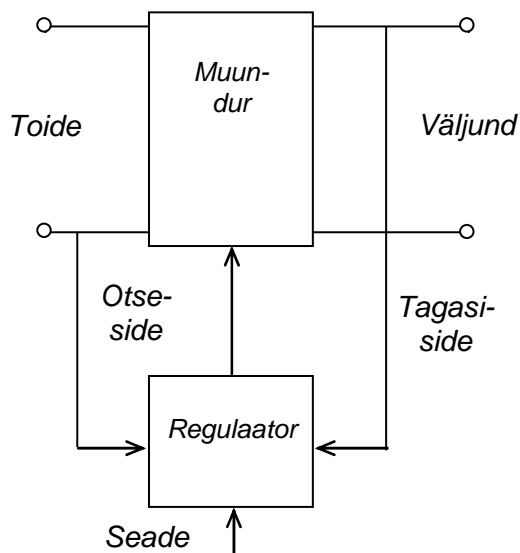 Muun-
dur
Toide
Väljund
Otse-
side
Tagasi-
side
Regulaator
Seade